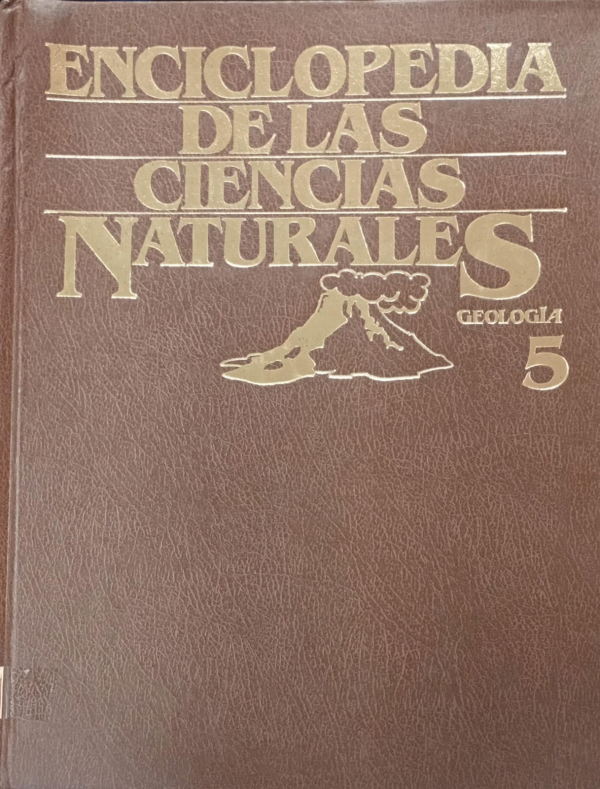 ENCICLOPEDIA
DE LAS
CIENCIAS
NATURALES
GEOLOGÍA
5